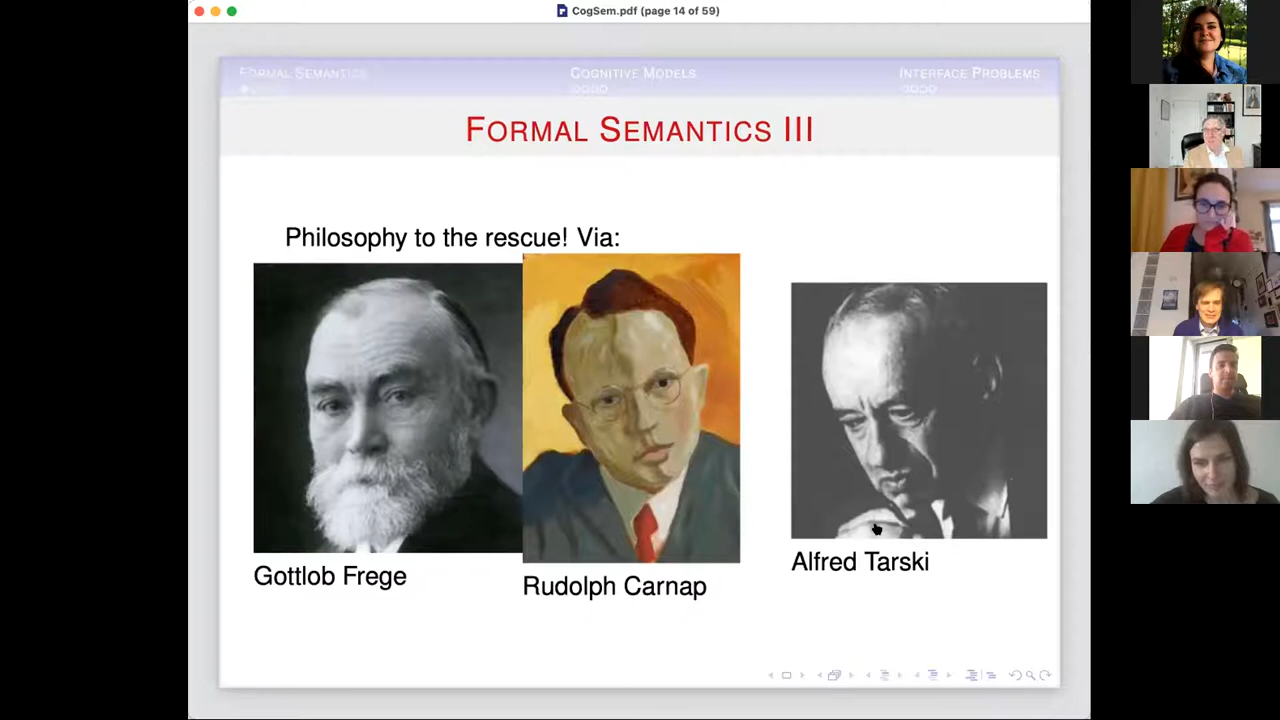 CogSem.pdf (page 14 of 59)
FORMAL SEMANTICS COGNITIVE MODELS INTERFACE PROBLEMS
FORMAL SEMANTICS III
Philosophy to the rescue! Via:
Gottlob Frege
Rudolph Carnap
Alfred Tarski